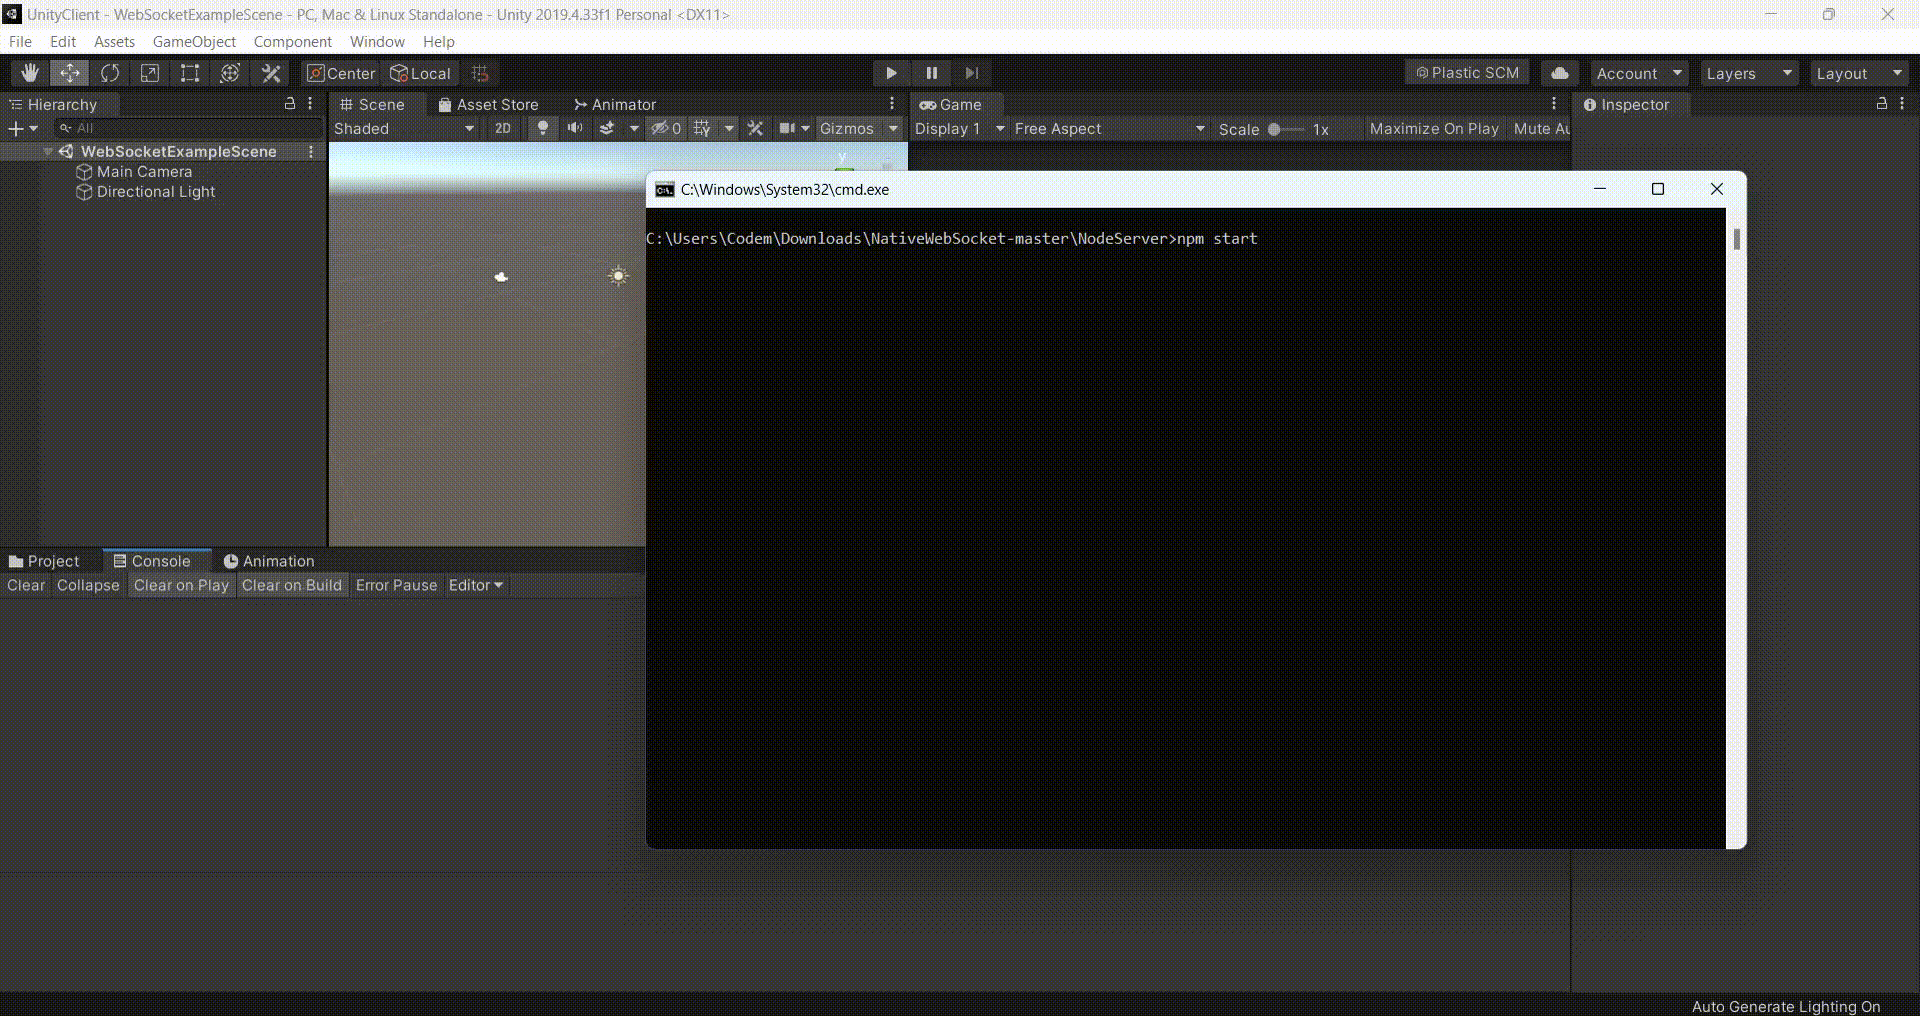 UnityClient - WebSocketExampleScene - PC, Mac & Linux Standalone - Unity 2019.4.33f1 Personal <DX11>
File Edit Assets GameObject Component Window Help
Center Local Plastic SCM Account Layers Layout
Hierarchy Scene Asset Store Animator Game Inspector
All Shaded 2D 0 Gizmos Display 1 Free Aspect Scale 1x Maximize On Play Mute Au
WebSocketExampleScene
y
Main Camera
Directional Light
C:\Windows\System32\cmd.exe
C:\Users\Codem\Downloads\NativeWebSocket-master\NodeServer>npm start
Project Console Animation
Clear Collapse Clear on Play Clear on Build Error Pause Editor
Auto Generate Lighting On